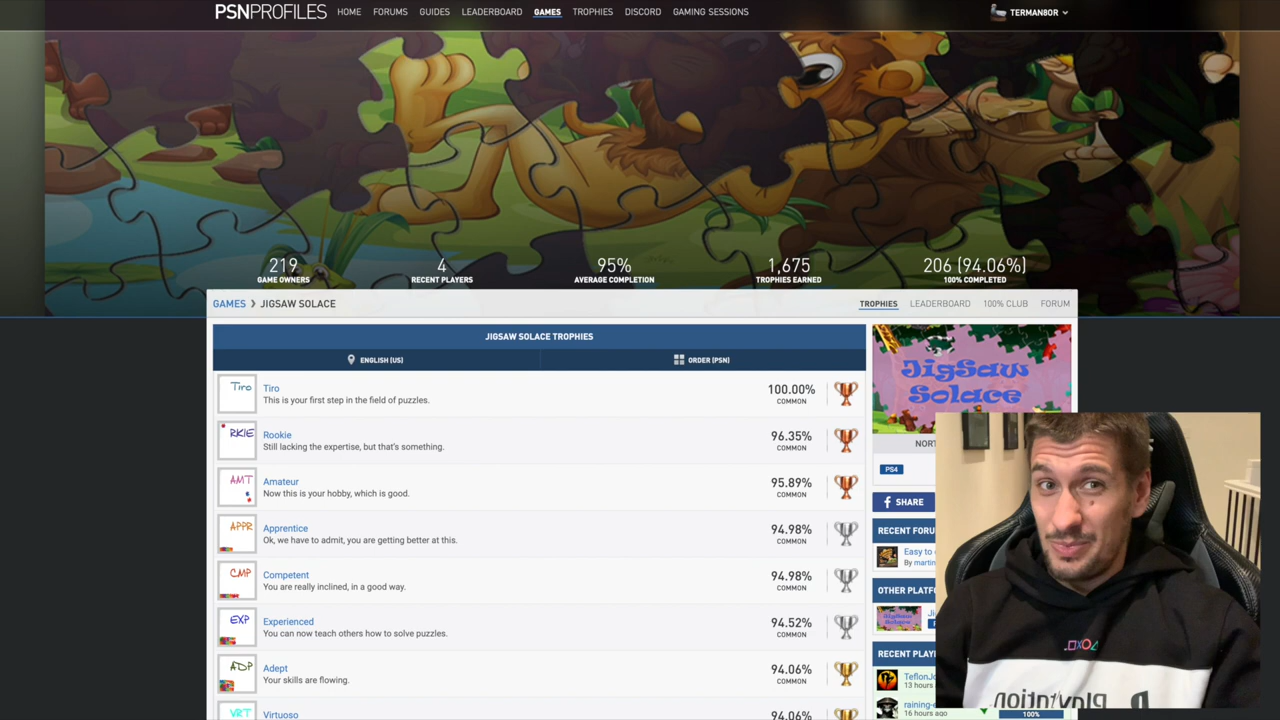 PSNPROFILES HOME FORUMS GUIDES LEADERBOARD GAMES TROPHIES DISCORD GAMING SESSIONS TERMAN8OR
219 4 95% 1,675 206 (94.06%)
GAME OWNERS RECENT PLAYERS AVERAGE COMPLETION TROPHIES EARNED 100% COMPLETED
GAMES JIGSAW SOLACE TROPHIES LEADERBOARD 100% CLUB FORUM
JIGSAW SOLACE TROPHIES
ENGLISH (US) ORDER (PSN)
Tiro Tiro 100.00%
This is your first step in the field of puzzles. COMMON
RKIE Rookie 96.35%
Still lacking the expertise, but that's something. COMMON
AMT Amateur 95.89%
Now this is your hobby, which is good. COMMON
APPR Apprentice 94.98%
Ok, we have to admit, you are getting better at this. COMMON
CMP Competent 94.98%
You are really inclined, in a good way. COMMON
EXP Experienced 94.52%
You can now teach others how to solve puzzles. COMMON
ADP Adept 94.06%
Your skills are flowing. COMMON
VRT Virtuoso 94.06%
JigSaw
Solace
NORT
PS4
SHARE
RECENT FORU
Easy to
By martin
OTHER PLATF
Ji
RECENT PLAY
TeflonJo
13 hours
raining-e
16 hours ago 100%
PlayStation